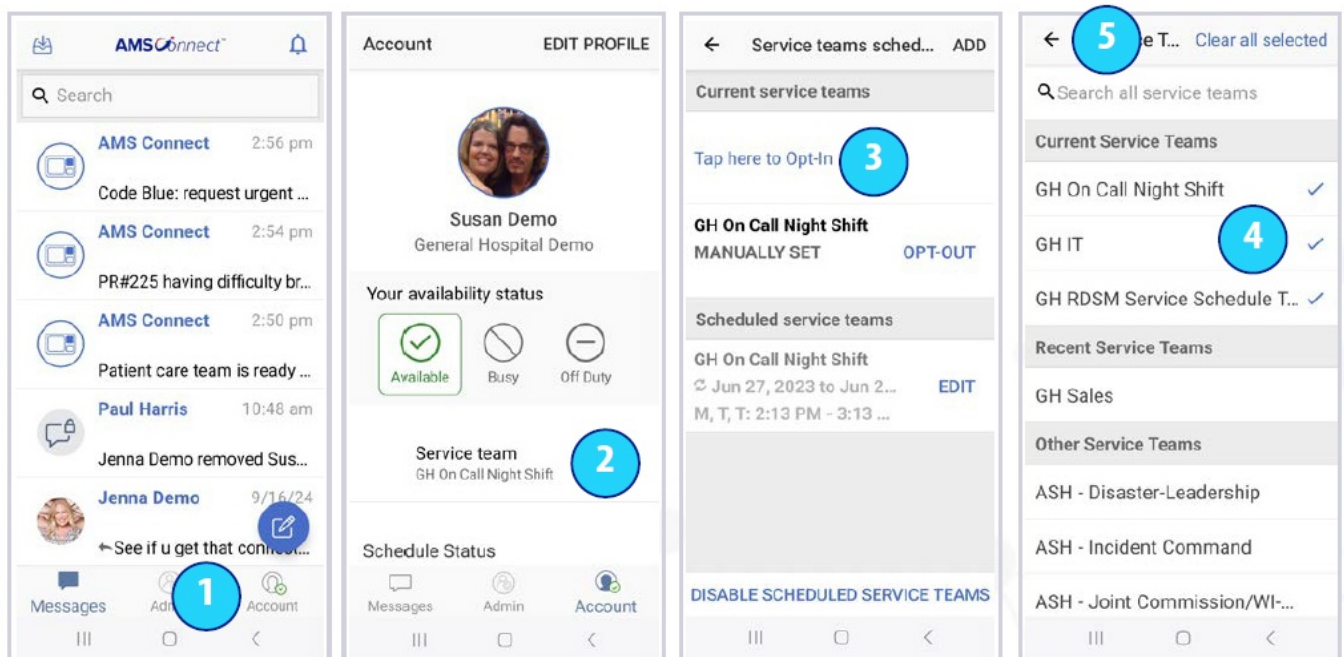 AMSConnect™
Search
AMS Connect 2:56 pm
Code Blue: request urgent ...
AMS Connect 2:54 pm
PR#225 having difficulty br...
AMS Connect 2:50 pm
Patient care team is ready ...
Paul Harris 10:48 am
Jenna Demo removed Sus...
Jenna Demo 9/16/24
See if u get that
Messages 1 Account
Account EDIT PROFILE
Susan Demo
General Hospital Demo
Your availability status
Available Busy Off Duty
Service team
GH On Call Night Shift
2
Schedule Status
Messages Admin Account
Service teams sched... ADD
Current service teams
Tap here to Opt-In 3
GH On Call Night Shift
MANUALLY SET OPT-OUT
Scheduled service teams
GH On Call Night Shift
Jun 27, 2023 to Jun 2... EDIT
M, T, T: 2:13 PM - 3:13 ...
DISABLE SCHEDULED SERVICE TEAMS
5 T... Clear all selected
Search all service teams
Current Service Teams
GH On Call Night Shift
GH IT 4
GH RDSM Service Schedule T...
Recent Service Teams
GH Sales
Other Service Teams
ASH - Disaster-Leadership
ASH - Incident Command
ASH - Joint Commission/WI-...